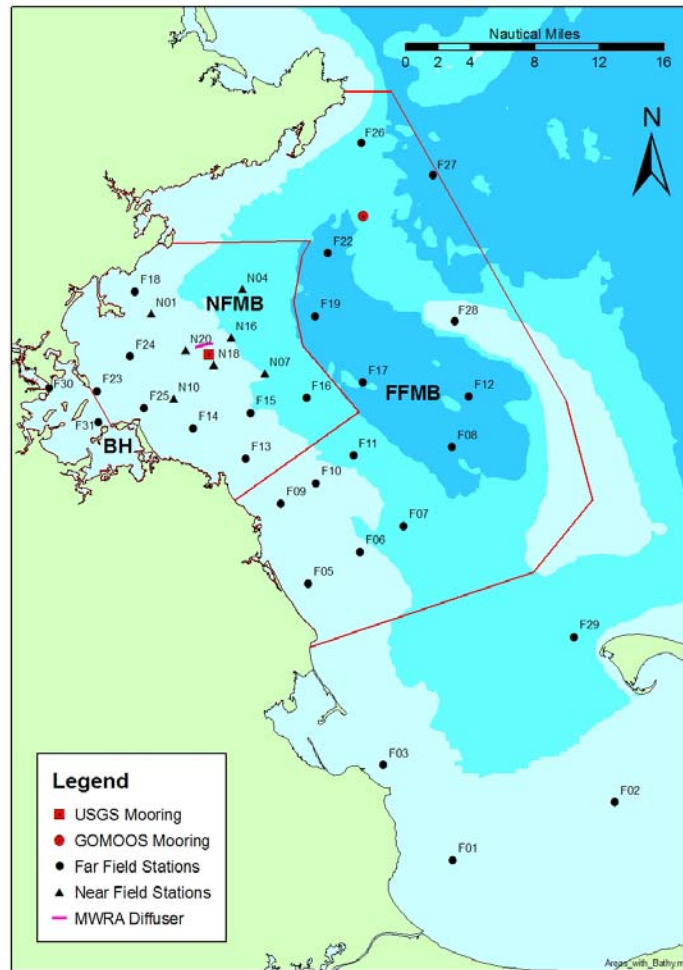 Nautical Miles
0 2 4 8 12 16
N
F26
F27
F22
F18
N04
N01
NFMB
F19
F28
N16
N20
F24
N18
N07
F17
F30
F23
N10
F16
FFMB
F12
F25
F15
F31
F14
BH
F11
F08
F13
F10
F09
F07
F06
F05
F29
F03
F02
F01
Legend
USGS Mooring
GOMOOS Mooring
Far Field Stations
Near Field Stations
MWRA Diffuser